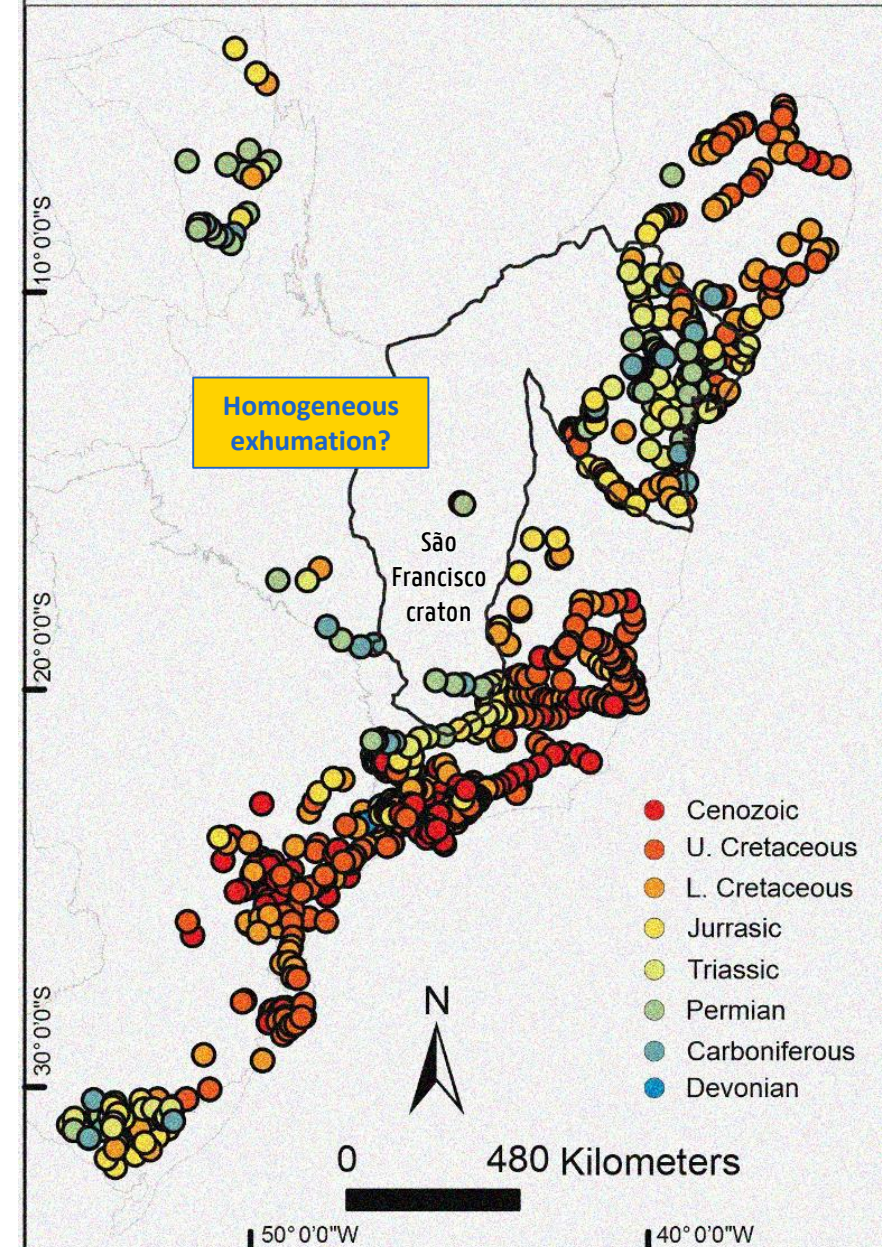 10° 0'0"S
Homogeneous
exhumation?
São
Francisco
craton
20° 0'0"S
Cenozoic
U. Cretaceous
L. Cretaceous
Jurrasic
Triassic
Permian
Carboniferous
Devonian
N
30° 0'0"S
0 480 Kilometers
50° 0'0"W 40° 0'0"W